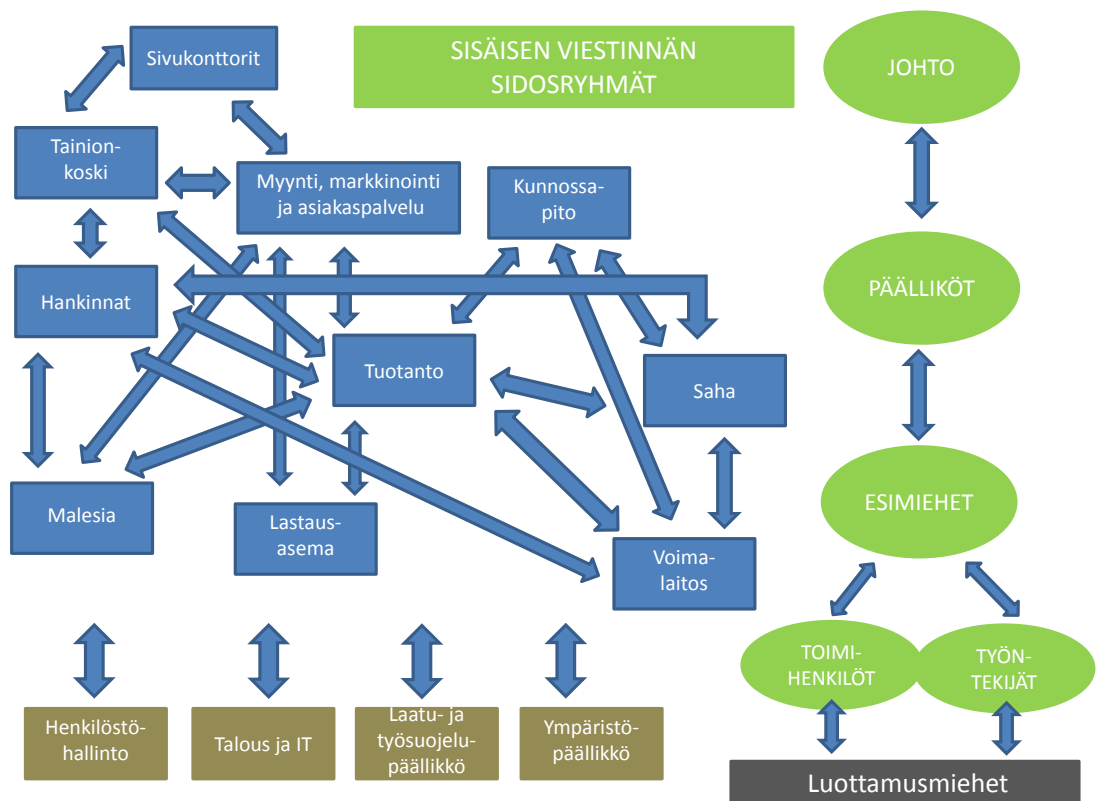 SISÄISEN VIESTINNÄN
SIDOSRYHMÄT
Sivukonttorit
Tainion-
koski
Myynti, markkinointi
ja asiakaspalvelu
Kunnossa-
pito
Hankinnat
Tuotanto
Saha
Malesia
Lastaus-
asema
Voima-
laitos
Henkilöstö-
hallinto
Talous ja IT
Laatu- ja
työsuojelu-
päällikkö
Ympäristö-
päällikkö
JOHTO
PÄÄLLIKÖT
ESIMIEHET
TOIMI-
HENKILÖT
TYÖN-
TEKIJÄT
Luottamusmiehet